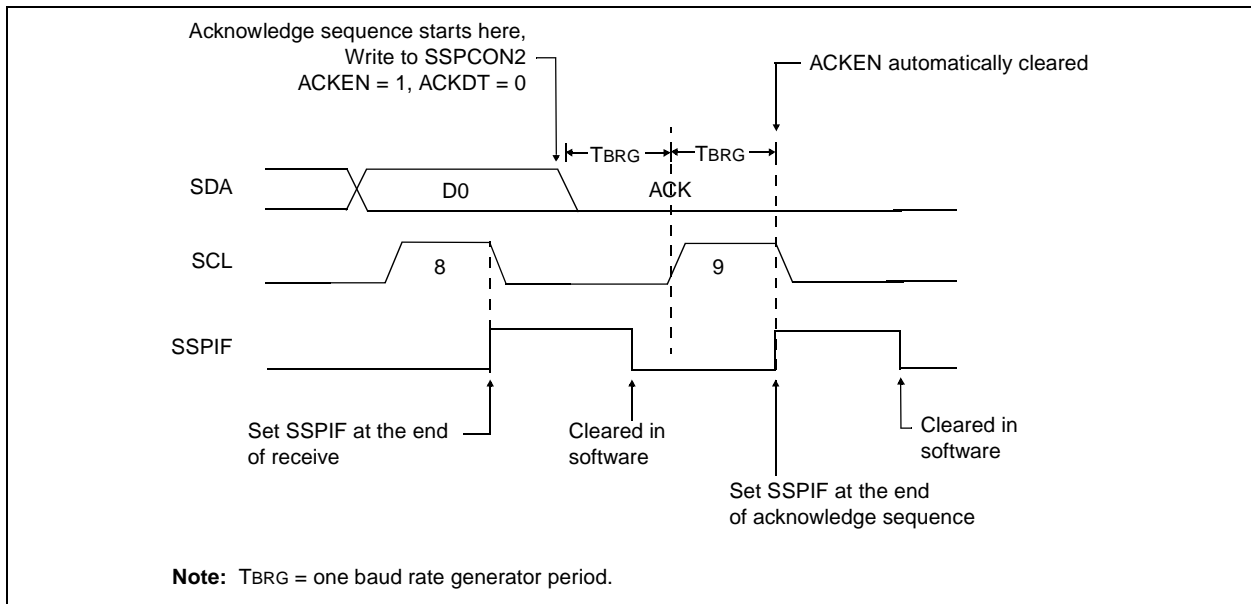 Acknowledge sequence starts here,
Write to SSPCON2
ACKEN = 1, ACKDT = 0
ACKEN automatically cleared
TBRG
TBRG
SDA
D0
ACK
SCL
8
9
SSPIF
Set SSPIF at the end
of receive
Cleared in
software
Cleared in
software
Set SSPIF at the end
of acknowledge sequence
Note: TBRG = one baud rate generator period.